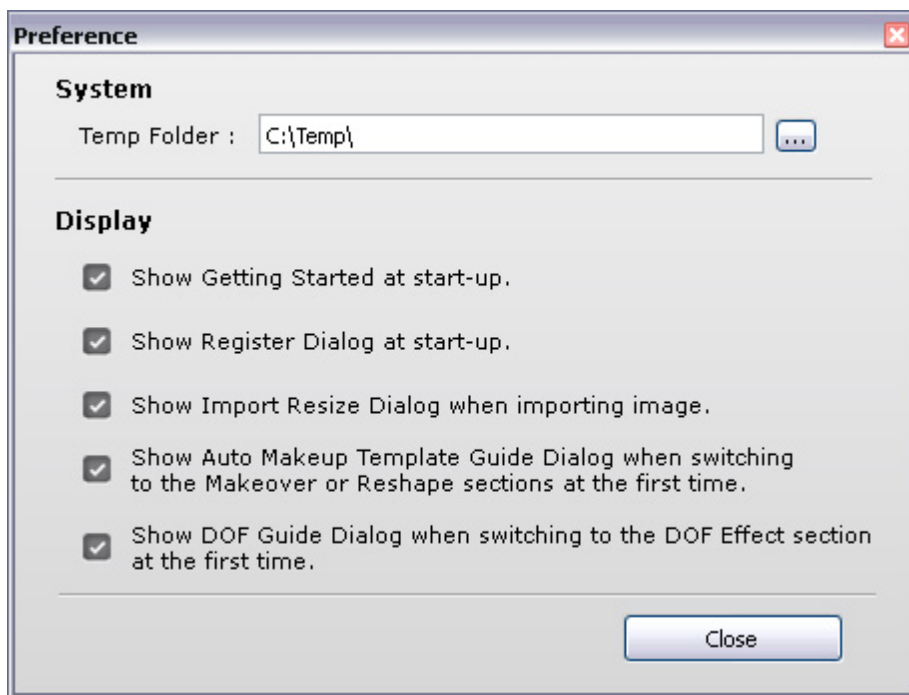 Preference
System
Temp Folder : C:\Temp\ ...
Display
Show Getting Started at start-up.
Show Register Dialog at start-up.
Show Import Resize Dialog when importing image.
Show Auto Makeup Template Guide Dialog when switching
to the Makeover or Reshape sections at the first time.
Show DOF Guide Dialog when switching to the DOF Effect section
at the first time.
Close